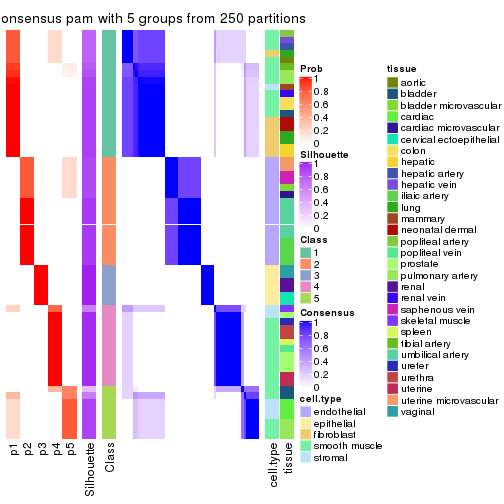 onsensus pam with 5 groups from 250 partitions
p1
p2
p3
p4
p5
Silhouette
Class
cell.type
tissue
Prob
1
0.8
0.6
0.4
0.2
0
Silhouette
1
0.8
0.6
0.4
0.2
0
Class
1
2
3
4
5
Consensus
1
0.8
0.6
0.4
0.2
0
cell.type
endothelial
epithelial
fibroblast
smooth muscle
stromal
tissue
aortic
bladder
bladder microvascular
cardiac
cardiac microvascular
cervical ectoepithelial
colon
hepatic
hepatic artery
hepatic vein
iliaic artery
lung
mammary
neonatal dermal
popliteal artery
popliteal vein
prostate
pulmonary artery
renal
renal vein
saphenous vein
skeletal muscle
spleen
tibial artery
umbilical artery
ureter
urethra
uterine
uterine microvascular
vaginal